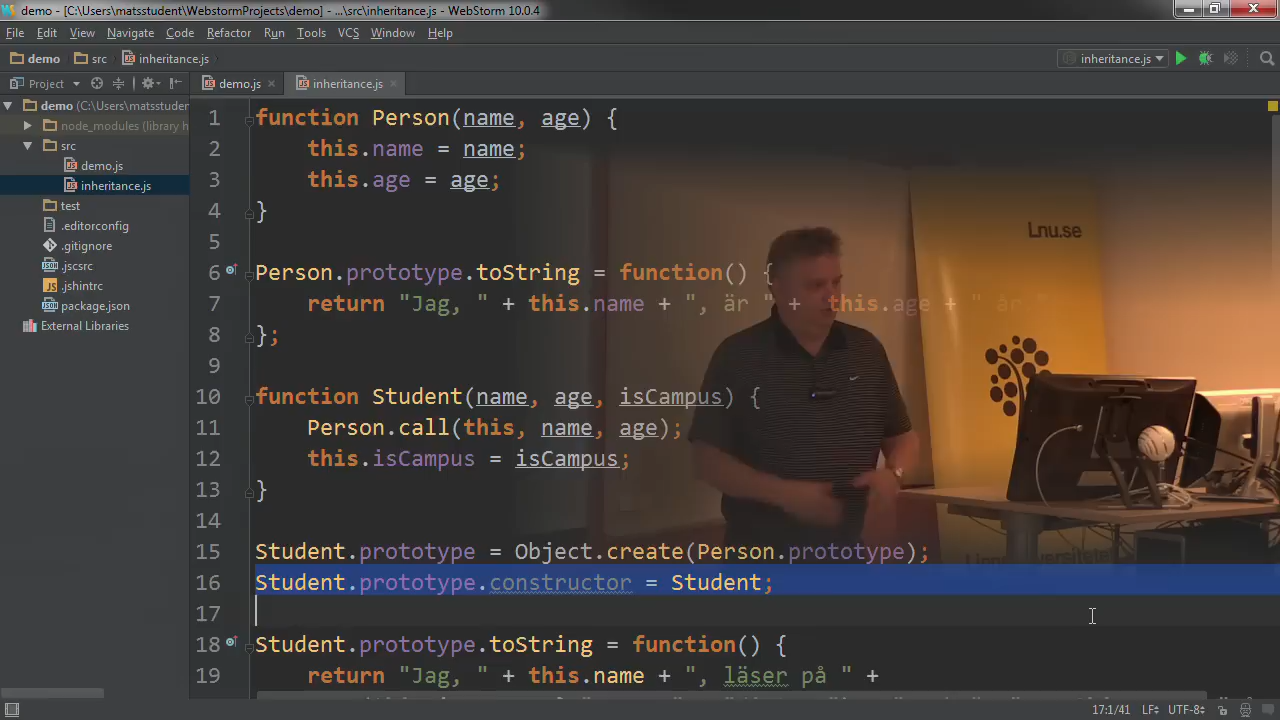 demo - [C:\Users\matsstudent\WebstormProjects\demo] - ...\src\inheritance.js - WebStorm 10.0.4
File Edit View Navigate Code Refactor Run Tools VCS Window Help
demo src inheritance.js inheritance.js
Project demo.js inheritance.js
demo (C:\Users\matsstuden
node_modules (library h
src
demo.js
inheritance.js
test
.editorconfig
.gitignore
.jscsrc
.jshintrc
package.json
External Libraries
1 function Person(name, age) {
2 this.name = name;
3 this.age = age;
4 }
5
6 Person.prototype.toString = function() {
7 return "Jag, " + this.name + ", är " + this.age + " år."
8 };
9
10 function Student(name, age, isCampus) {
11 Person.call(this, name, age);
12 this.isCampus = isCampus;
13 }
14
15 Student.prototype = Object.create(Person.prototype);
16 Student.prototype.constructor = Student;
17
18 Student.prototype.toString = function() {
19 return "Jag, " + this.name + ", läser på " +
Lnu.se
17:1/41 LF UTF-8